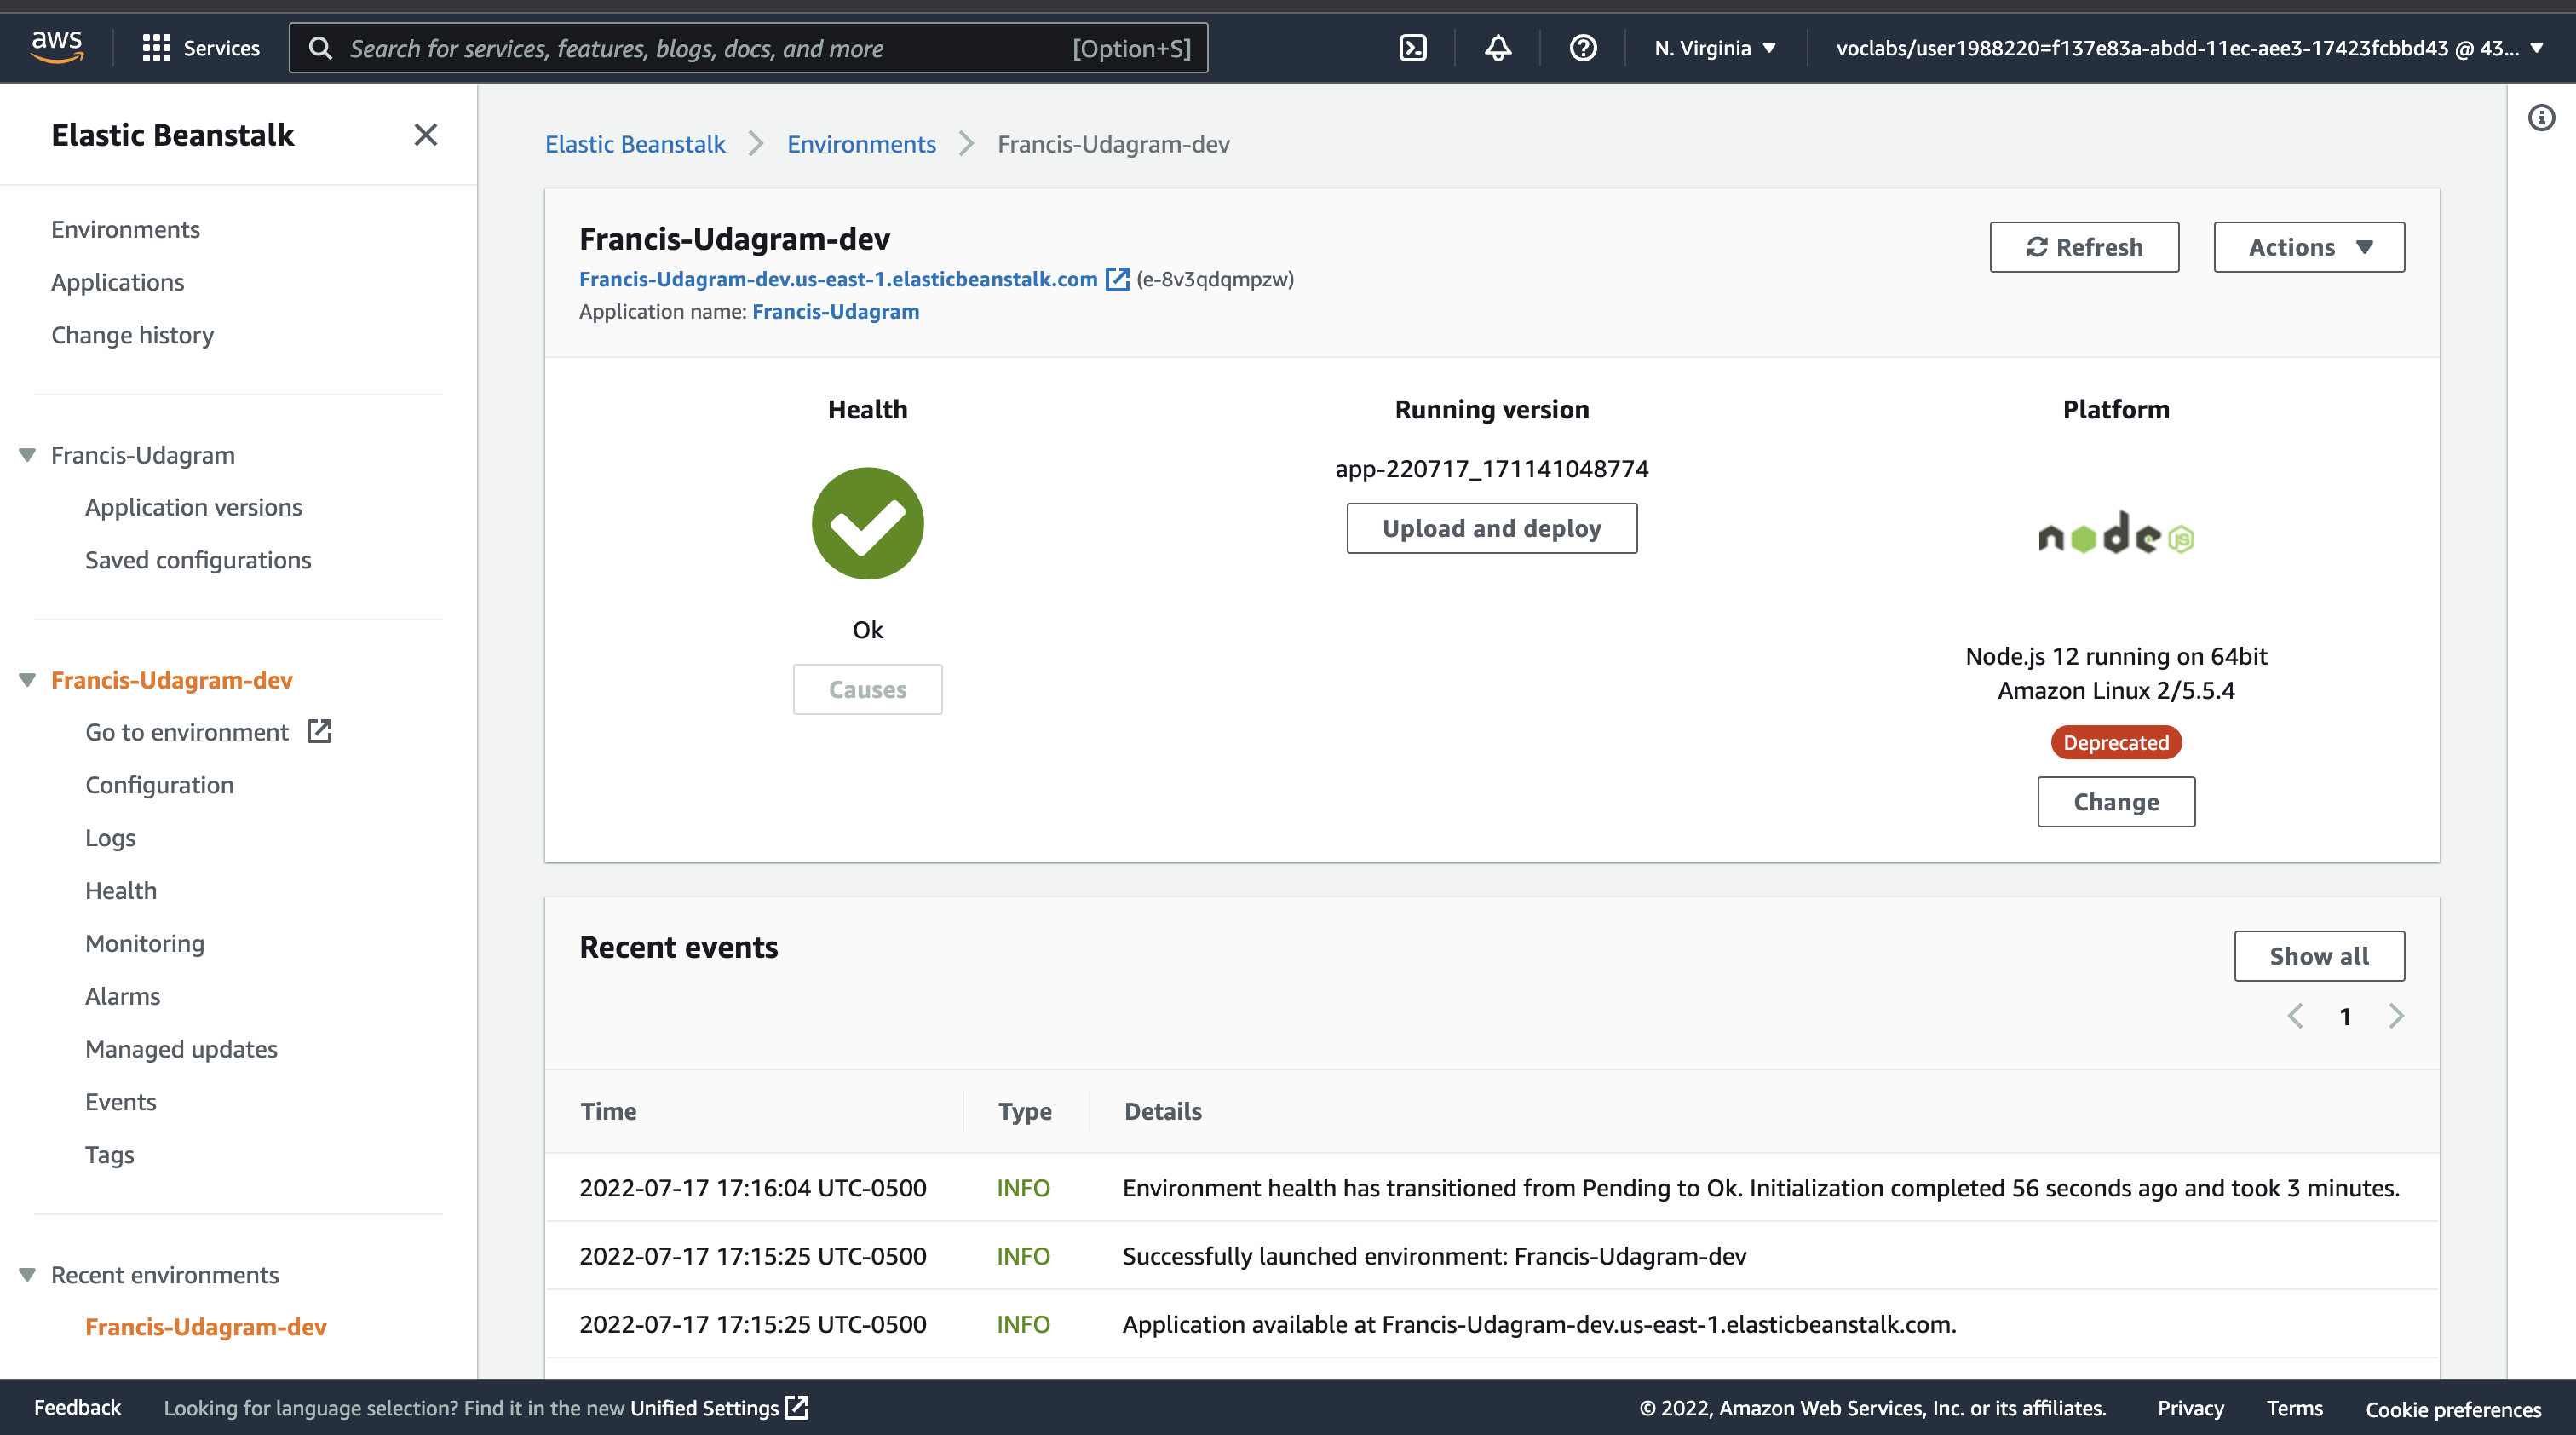 aws
Services
Search for services, features, blogs, docs, and more
[Option+S]
N. Virginia
voclabs/user1988220=f137e83a-abdd-11ec-aee3-17423fcbbd43 @ 43...
Elastic Beanstalk
Environments
Applications
Change history
Francis-Udagram
Application versions
Saved configurations
Francis-Udagram-dev
Go to environment
Configuration
Logs
Health
Monitoring
Alarms
Managed updates
Events
Tags
Recent environments
Francis-Udagram-dev
Elastic Beanstalk
Environments
Francis-Udagram-dev
Francis-Udagram-dev
Francis-Udagram-dev.us-east-1.elasticbeanstalk.com (e-8v3qdqmpzw)
Application name: Francis-Udagram
Refresh
Actions
Health
Ok
Causes
Running version
app-220717_171141048774
Upload and deploy
Platform
node JS
Node.js 12 running on 64bit
Amazon Linux 2/5.5.4
Deprecated
Change
Recent events
Show all
1
Time Type Details
2022-07-17 17:16:04 UTC-0500 INFO Environment health has transitioned from Pending to Ok. Initialization completed 56 seconds ago and took 3 minutes.
2022-07-17 17:15:25 UTC-0500 INFO Successfully launched environment: Francis-Udagram-dev
2022-07-17 17:15:25 UTC-0500 INFO Application available at Francis-Udagram-dev.us-east-1.elasticbeanstalk.com.
Feedback
Looking for language selection? Find it in the new Unified Settings
© 2022, Amazon Web Services, Inc. or its affiliates.
Privacy
Terms
Cookie preferences